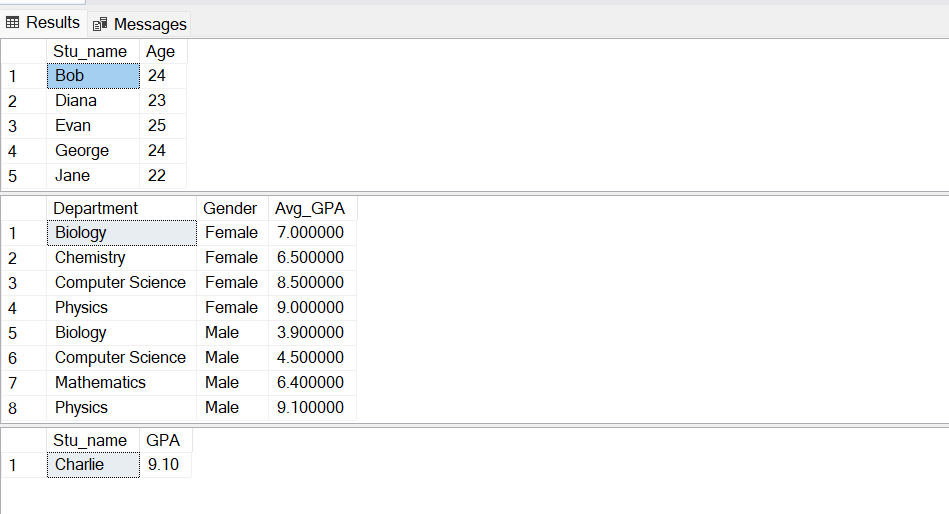 Results Messages
Stu_name Age
1 Bob 24
2 Diana 23
3 Evan 25
4 George 24
5 Jane 22
Department Gender Avg_GPA
1 Biology Female 7.000000
2 Chemistry Female 6.500000
3 Computer Science Female 8.500000
4 Physics Female 9.000000
5 Biology Male 3.900000
6 Computer Science Male 4.500000
7 Mathematics Male 6.400000
8 Physics Male 9.100000
Stu_name GPA
1 Charlie 9.10